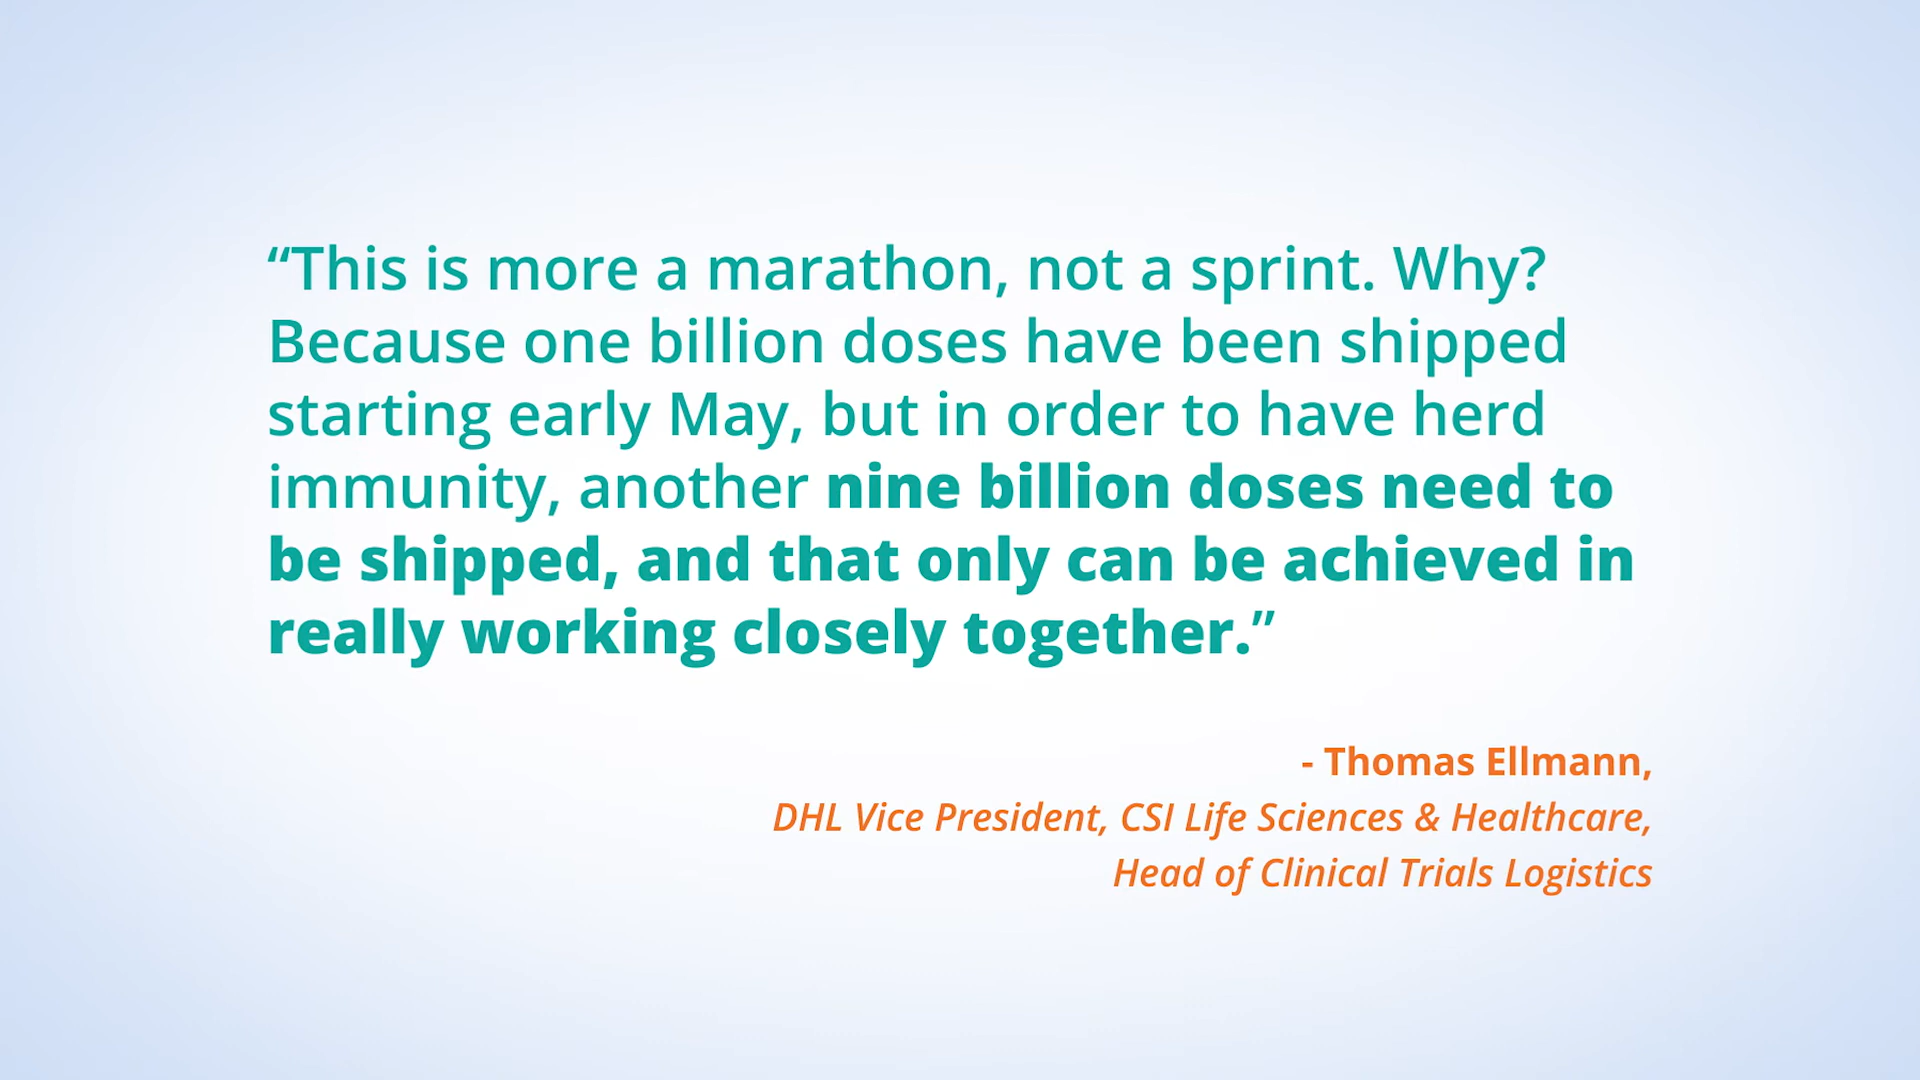 “This is more a marathon, not a sprint. Why?
Because one billion doses have been shipped
starting early May, but in order to have herd
immunity, another nine billion doses need to
be shipped, and that only can be achieved in
really working closely together.”
- Thomas Ellmann,
DHL Vice President, CSI Life Sciences & Healthcare,
Head of Clinical Trials Logistics